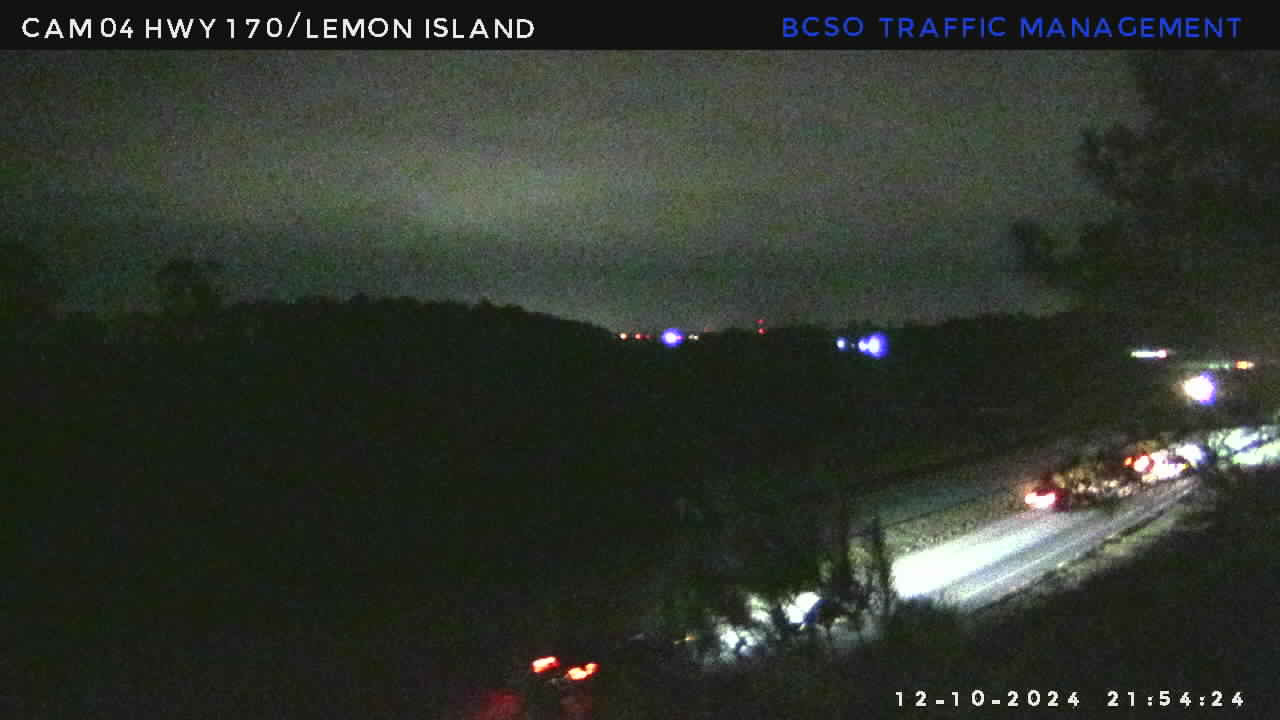 CAM04 HWY 170/LEMON ISLAND
BCSO TRAFFIC MANAGEMENT
12-10-2024 21:54:24